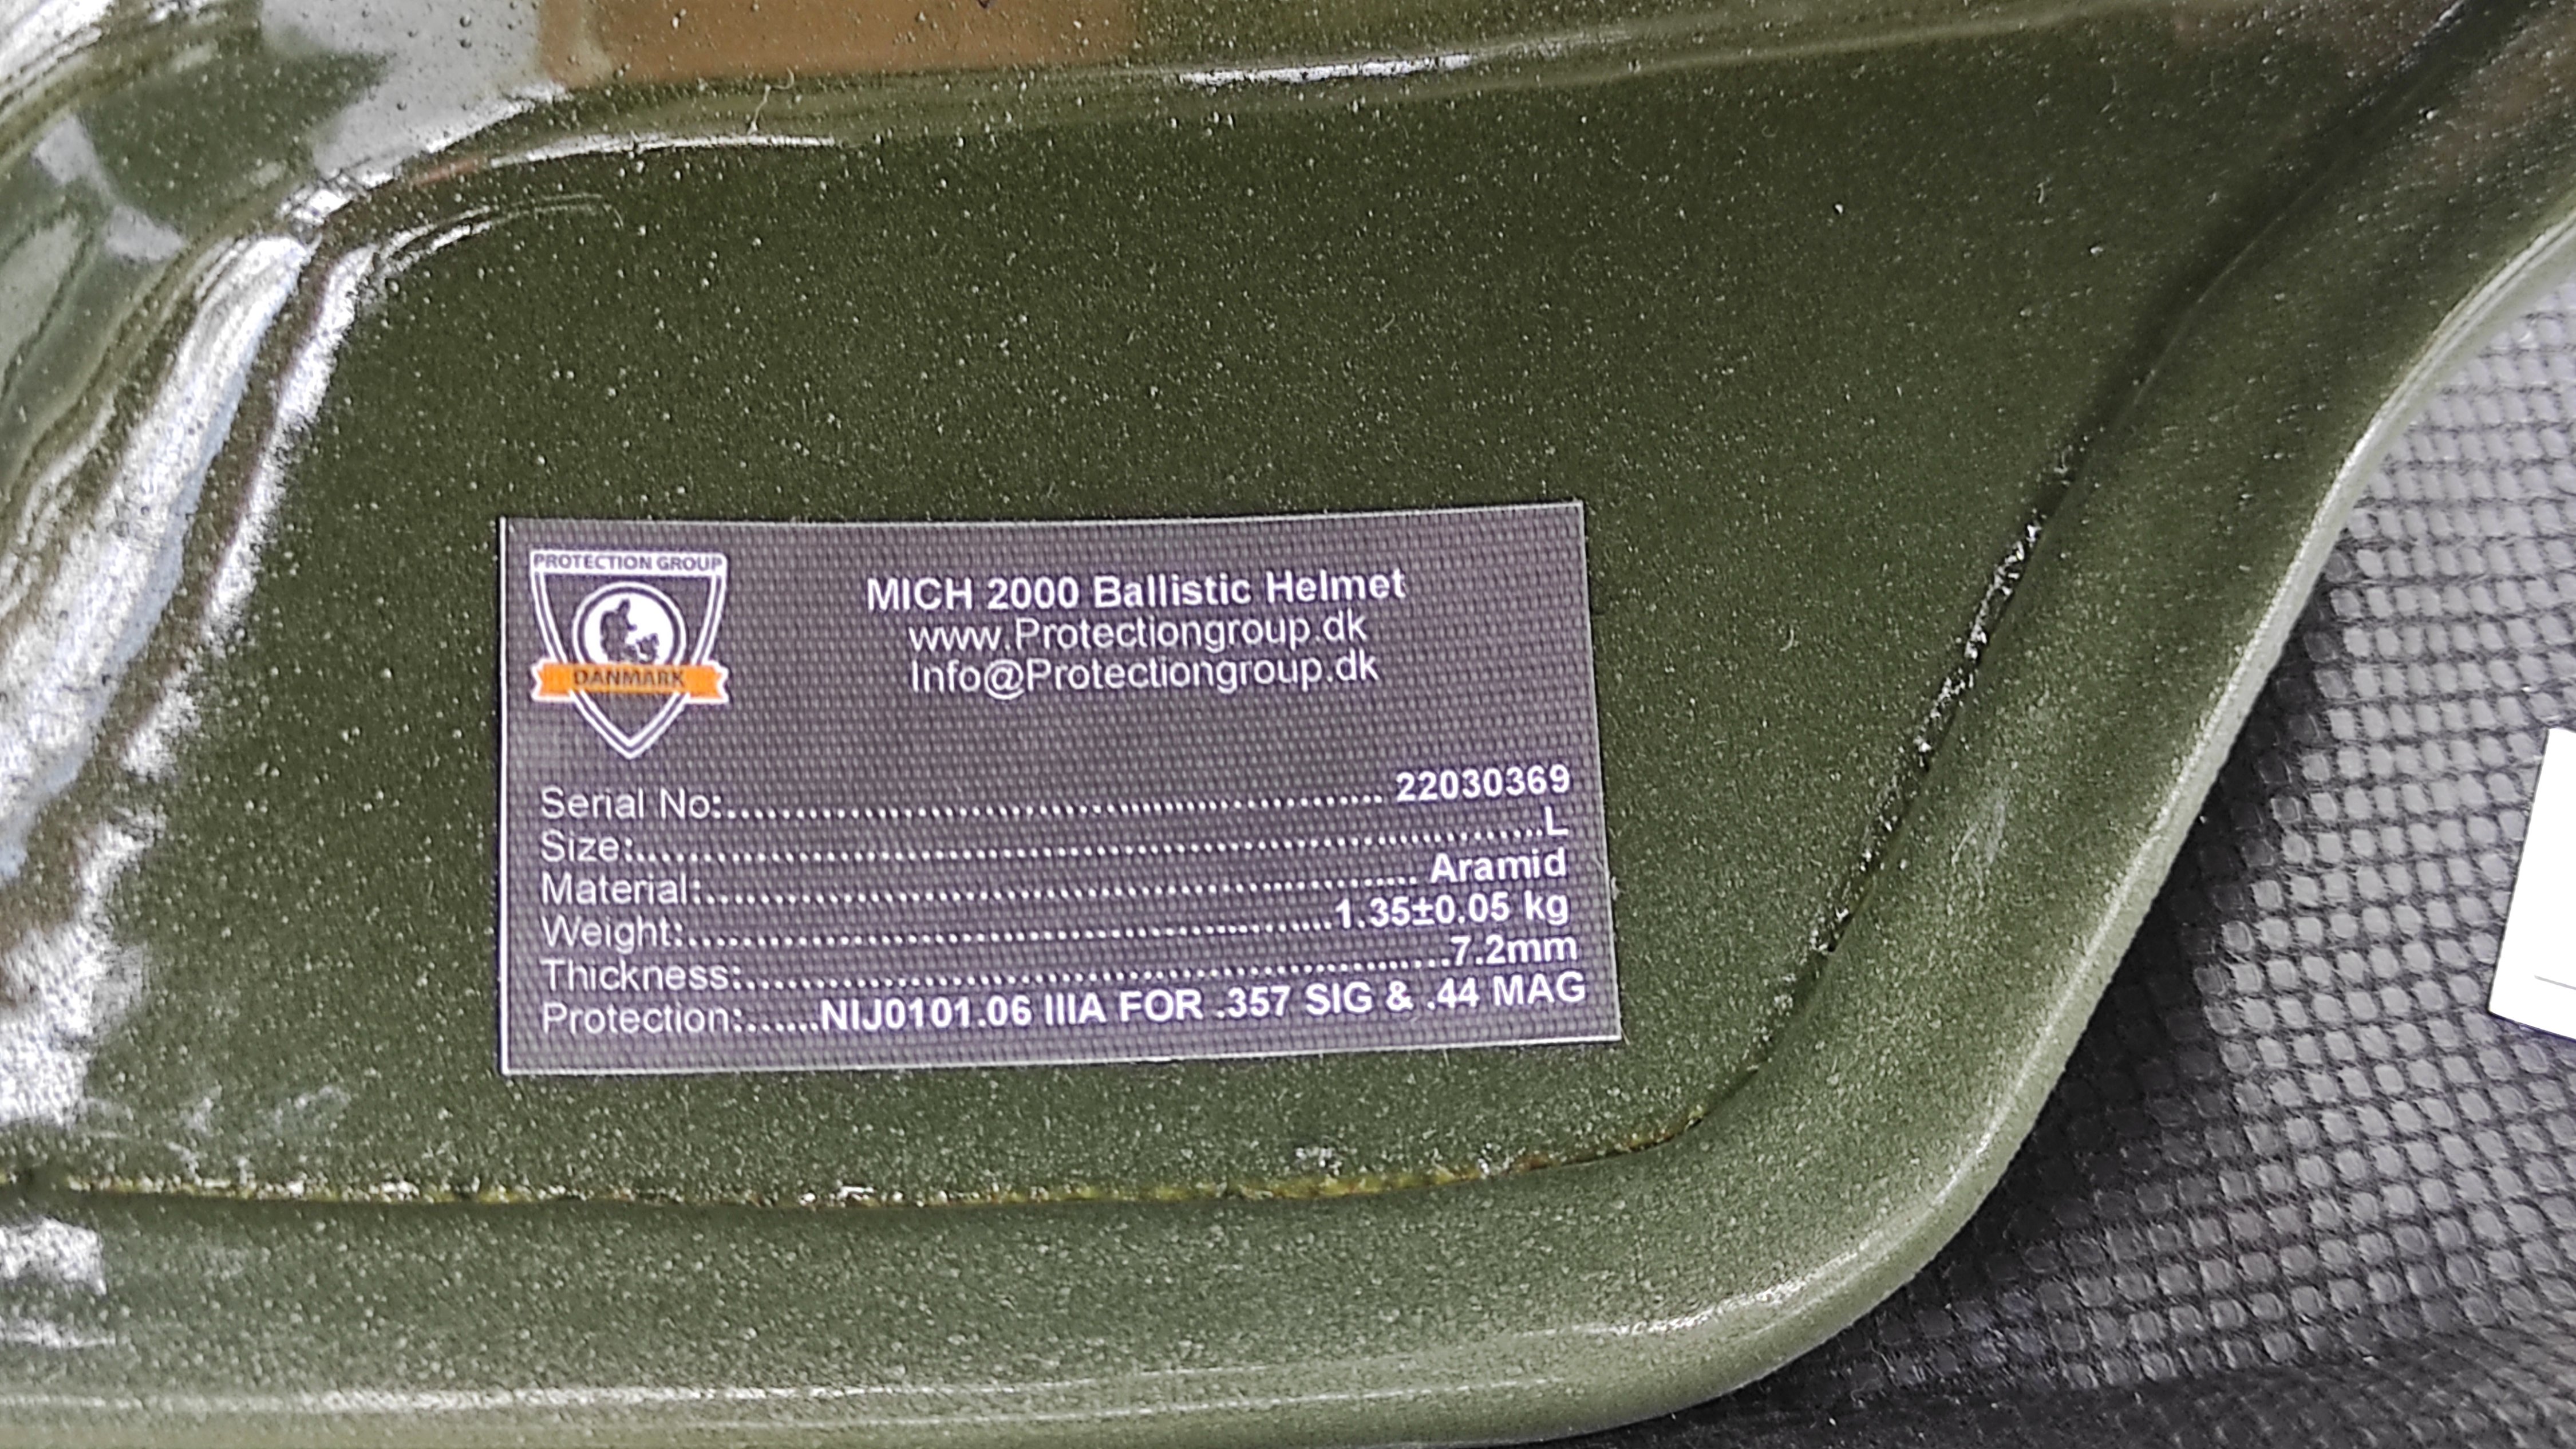 PROTECTION GROUP
DANMARK
MICH 2000 Ballistic Helmet
www.Protectiongroup.dk
Info@Protectiongroup.dk
Serial No:........................................................ 22030369
Size:.............................................................................L
Material:............................................................. Aramid
Weight:.......................................................1.35±0.05 kg
Thickness:............................................................7.2mm
Protection:......NIJ0101.06 IIIA FOR .357 SIG & .44 MAG